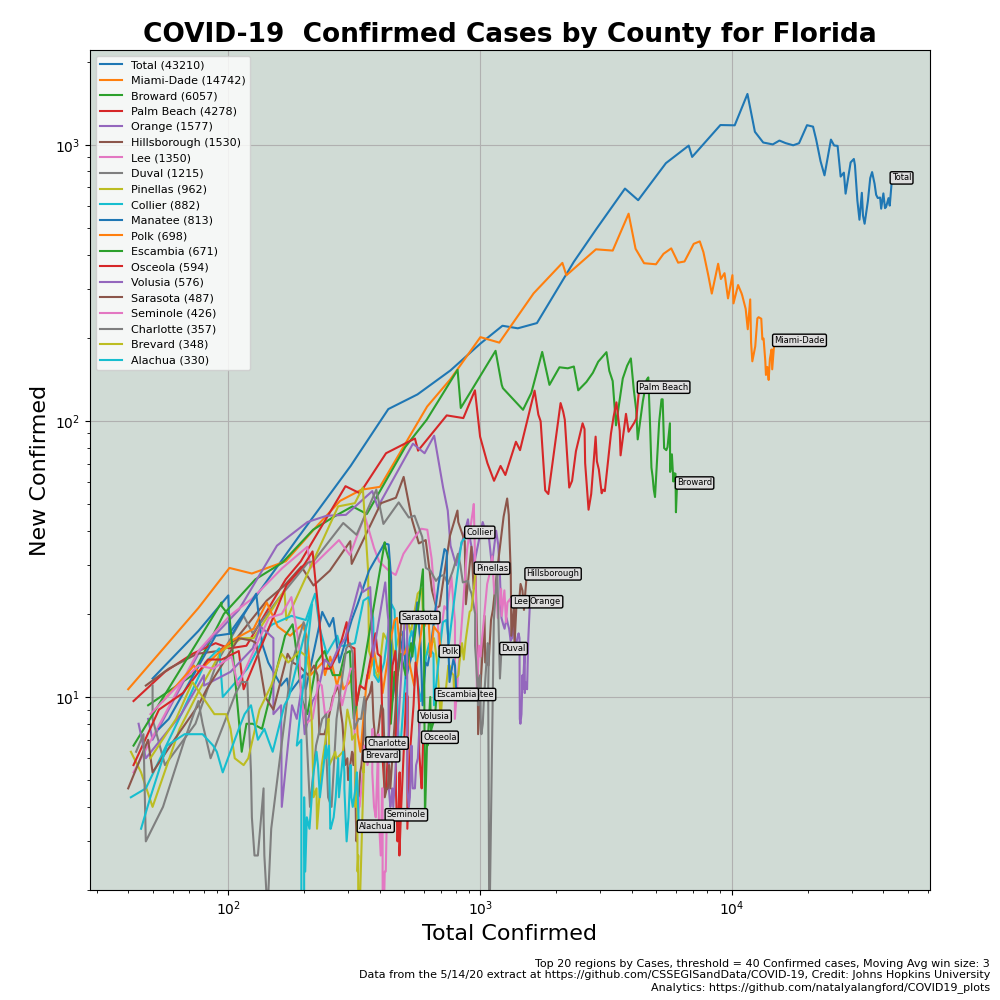 COVID-19  Confirmed Cases by County for Florida
Total (43210)
Miami-Dade (14742)
Broward (6057)
Palm Beach (4278)
Orange (1577)
Hillsborough (1530)
Lee (1350)
Duval (1215)
Pinellas (962)
Collier (882)
Manatee (813)
Polk (698)
Escambia (671)
Osceola (594)
Volusia (576)
Sarasota (487)
Seminole (426)
Charlotte (357)
Brevard (348)
Alachua (330)
New Confirmed
10³
10²
10¹
Total
Miami-Dade
Palm Beach
Broward
Collier
Pinellas
Hillsborough
Lee
Orange
Sarasota
Polk
Duval
Escambia
tee
Volusia
Osceola
Charlotte
Brevard
Seminole
Alachua
10²
10³
10⁴
Total Confirmed
Top 20 regions by Cases, threshold = 40 Confirmed cases, Moving Avg win size: 3
Data from the 5/14/20 extract at https://github.com/CSSEGISandData/COVID-19, Credit: Johns Hopkins University
Analytics: https://github.com/natalyalangford/COVID19_plots